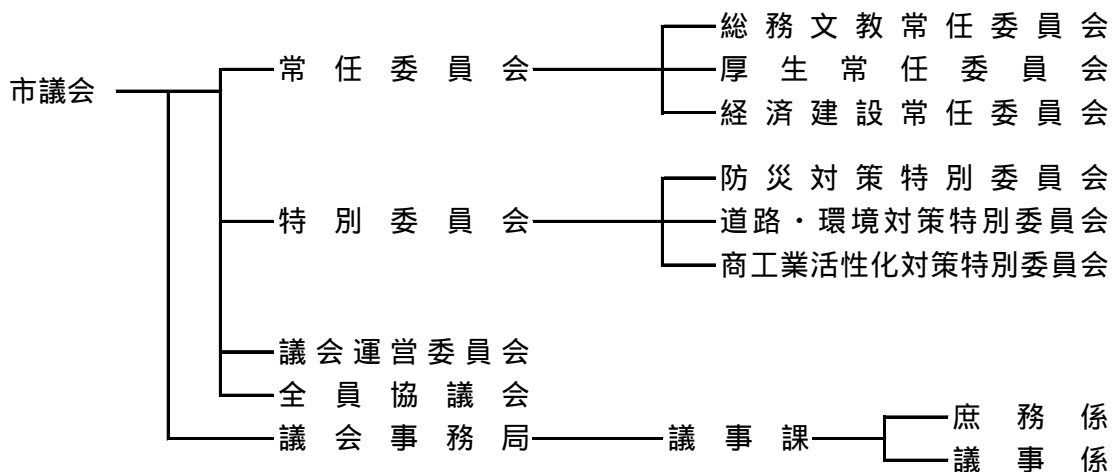 総務文教常任委員会
常任委員会
厚生常任委員会
市議会
経済建設常任委員会
防災対策特別委員会
特別委員会
道路・環境対策特別委員会
商工業活性化対策特別委員会
議会運営委員会
全員協議会
庶務係
議会事務局
議事課
議事係